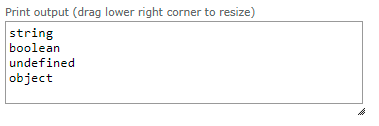 Print output (drag lower right corner to resize)
string
boolean
undefined
object